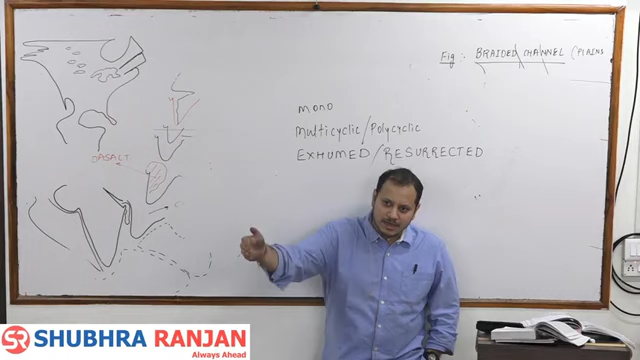 Fig :- BRAIDED CHANNEL (PLAINS
mono
Multicyclic/Polycyclic
EXHUMED/RESURRECTED
BASALT
SR SHUBHRA RANJAN
Always Ahead